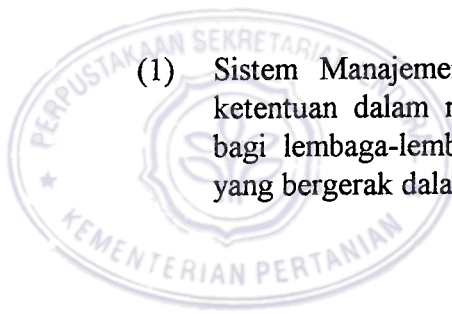 PERPUSTAKAAN SEKRETARIAT
(1) Sistem Manajeme
ketentuan dalam
bagi lembaga-lemb
yang bergerak dala
KEMENTERIAN PERTANIAN